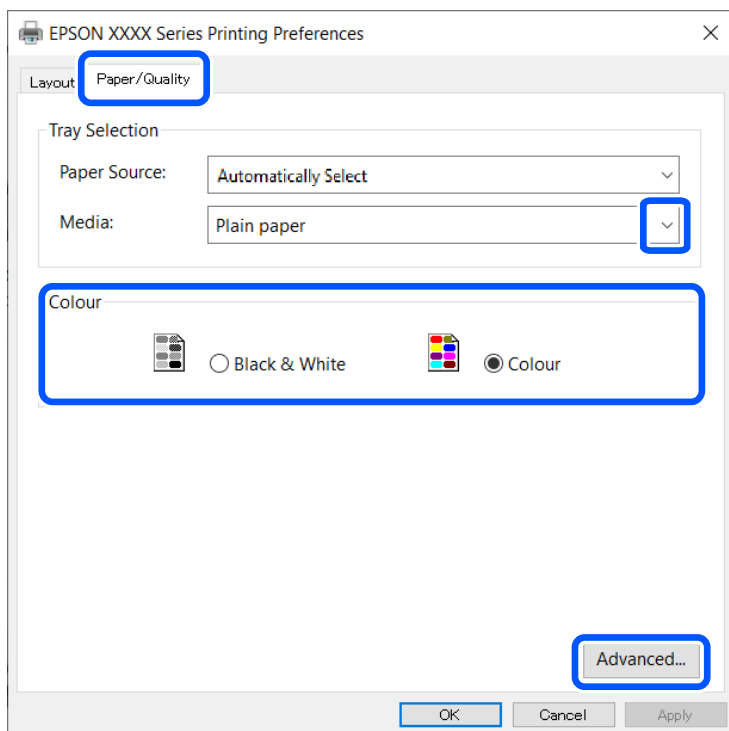 EPSON XXXX Series Printing Preferences
Layout Paper/Quality
Tray Selection
Paper Source: Automatically Select
Media: Plain paper
Colour
Black & White Colour
Advanced...
OK Cancel Apply